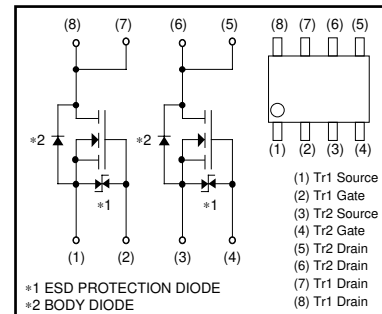 (8) (7) (6) (5)
∗2 ∗2
∗1 ∗1
(1) (2) (3) (4)
∗1 ESD PROTECTION DIODE
∗2 BODY DIODE
(8) (7) (6) (5)
(1) (2) (3) (4)
(1) Tr1 Source
(2) Tr1 Gate
(3) Tr2 Source
(4) Tr2 Gate
(5) Tr2 Drain
(6) Tr2 Drain
(7) Tr1 Drain
(8) Tr1 Drain